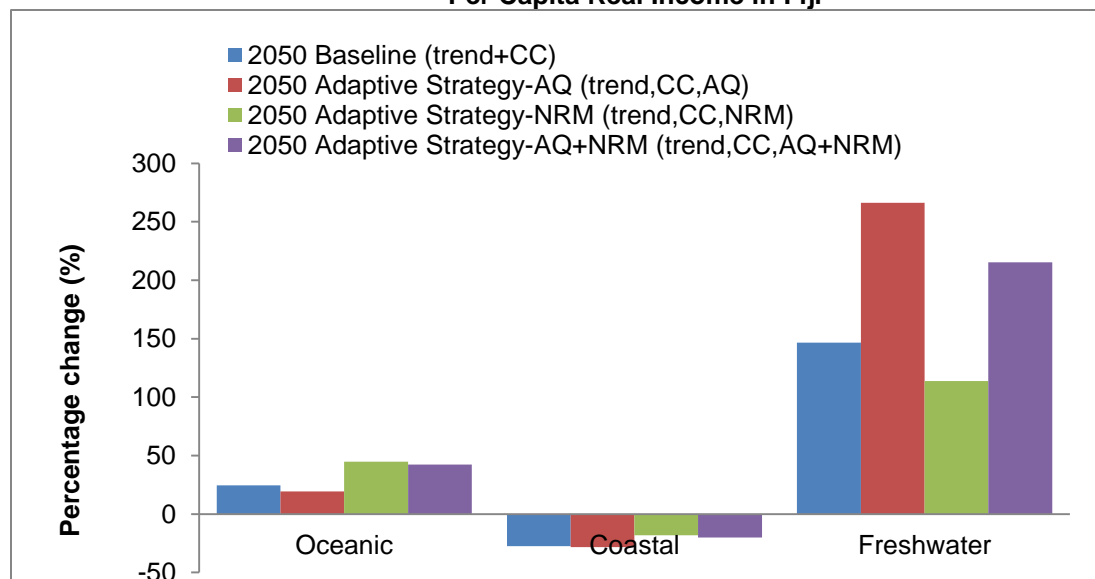 Per Capita Real Income in Fiji
2050 Baseline (trend+CC)
2050 Adaptive Strategy-AQ (trend,CC,AQ)
2050 Adaptive Strategy-NRM (trend,CC,NRM)
2050 Adaptive Strategy-AQ+NRM (trend,CC,AQ+NRM)
300
250
200
150
100
50
0
-50
Percentage change (%)
Oceanic
Coastal
Freshwater